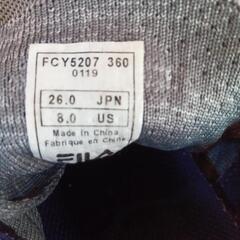 FCY5207 360
0119
26.0 JPN
8.0 US
Made in China
Fabriqué en Chine
FILA